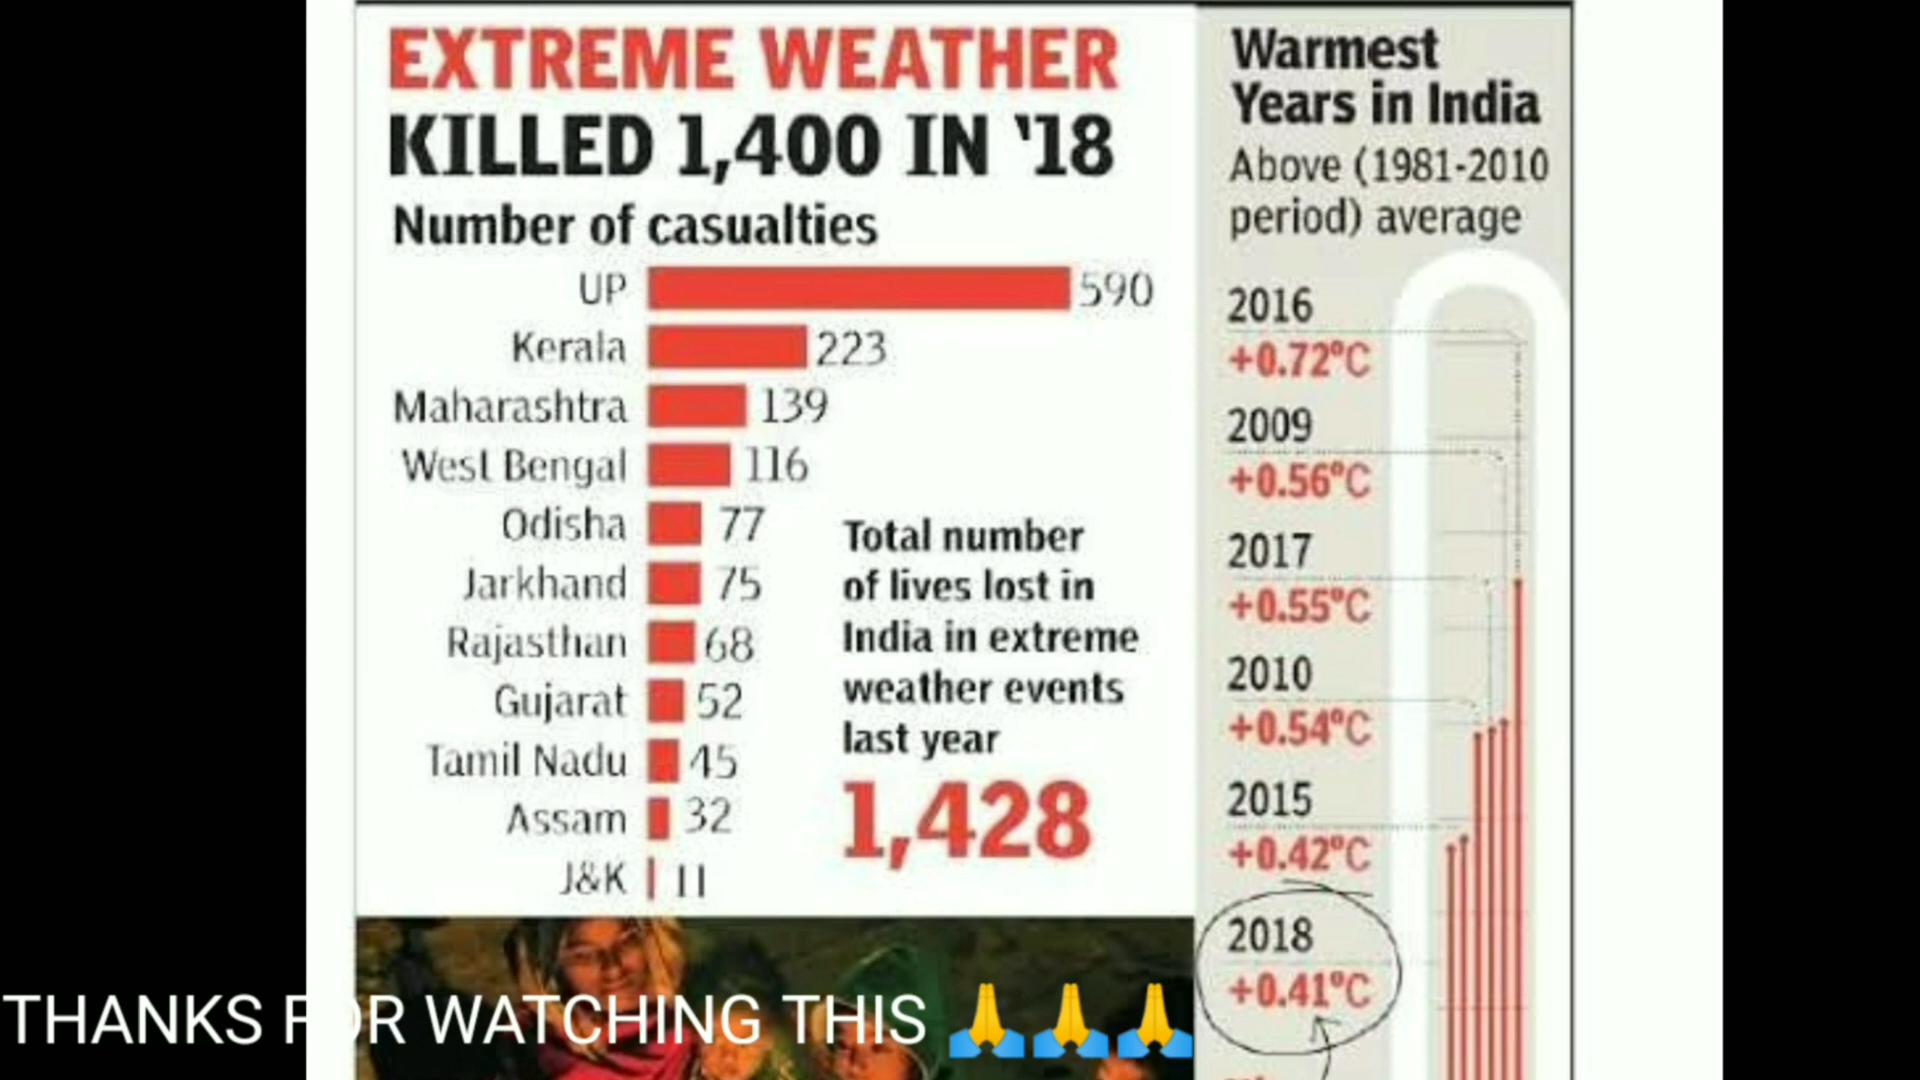 EXTREME WEATHER
KILLED 1,400 IN '18
Number of casualties
UP 590
Kerala 223
Maharashtra 139
West Bengal 116
Odisha 77
Jarkhand 75
Rajasthan 68
Gujarat 52
Tamil Nadu 45
Assam 32
J&K 11
Total number
of lives lost in
India in extreme
weather events
last year
1,428
Warmest
Years in India
Above (1981-2010
period) average
2016
+0.72°C
2009
+0.56°C
2017
+0.55°C
2010
+0.54°C
2015
+0.42°C
2018
+0.41°C
THANKS FOR WATCHING THIS 🙏🙏🙏